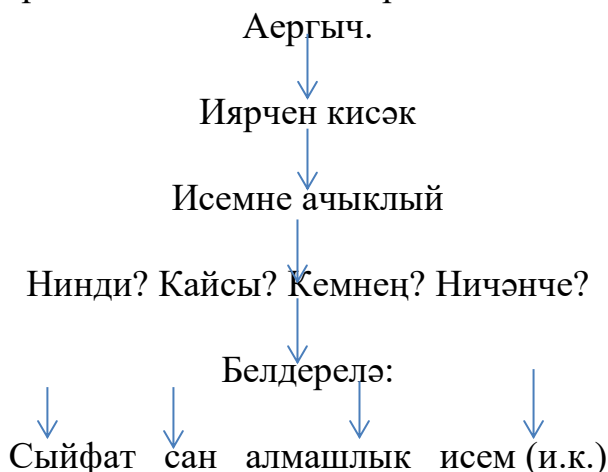 Аергыч.
Иярчен кисәк
Исемне ачыклый
Нинди? Кайсы? Кемнең? Ничәнче?
Белдерелә:
Сыйфат сан алмашлык исем (и.к.)